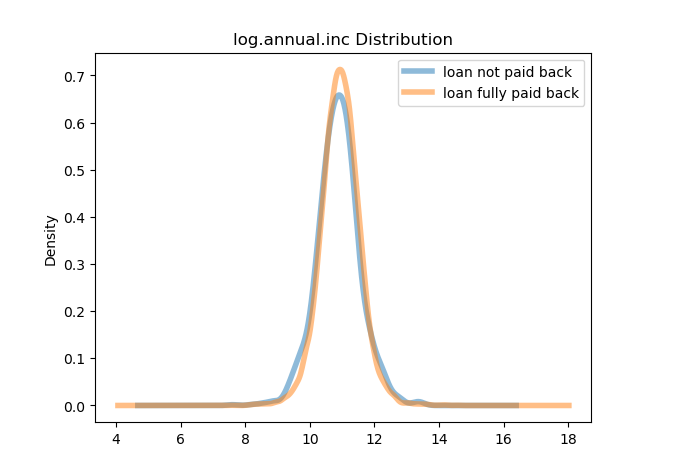 log.annual.inc Distribution
loan not paid back
loan fully paid back
Density
0.7
0.6
0.5
0.4
0.3
0.2
0.1
0.0
4 6 8 10 12 14 16 18